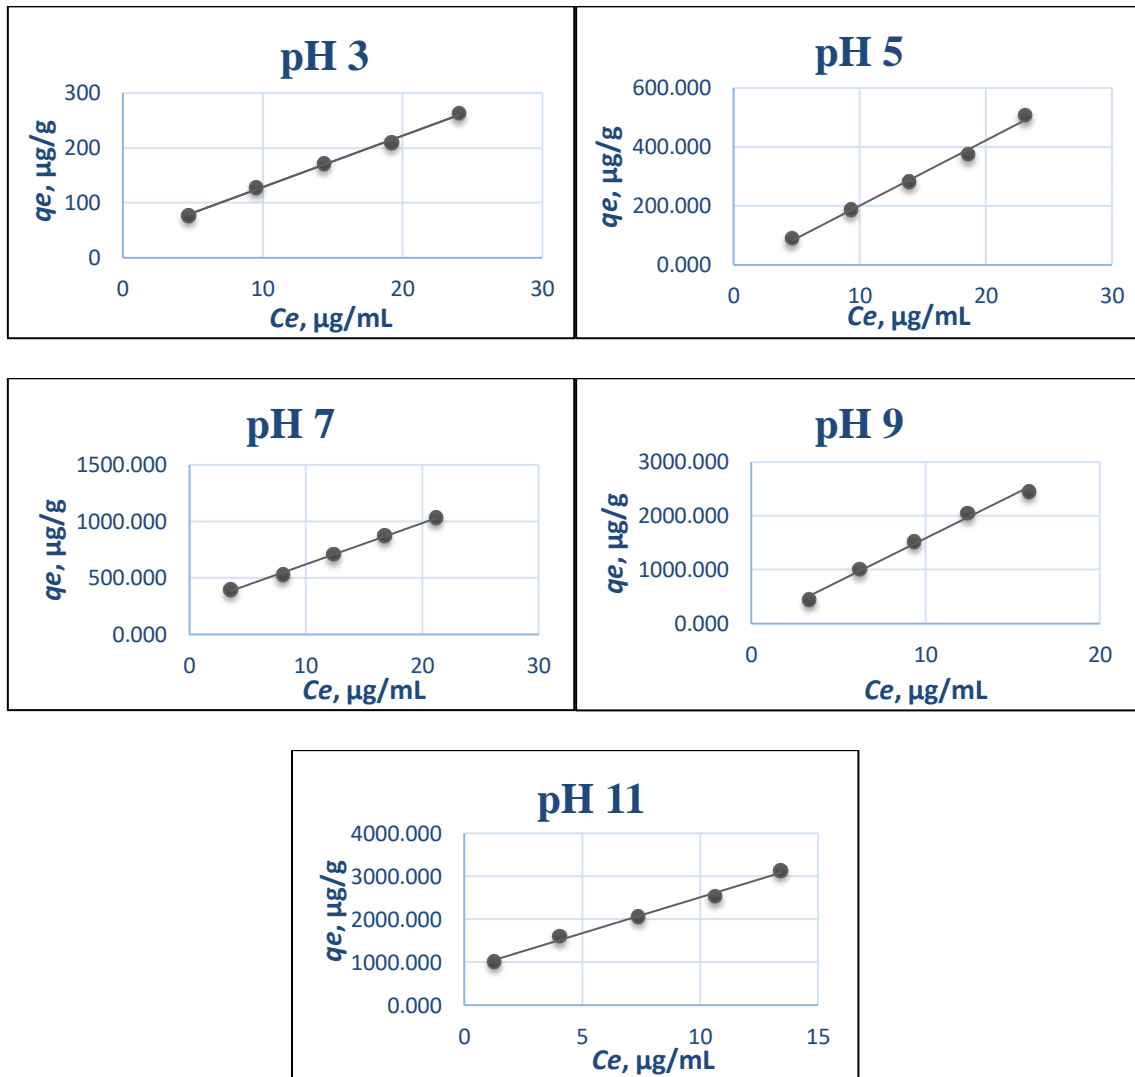 pH 3
300
200
100
0
0 10 20 30
qe, µg/g
Ce, µg/mL
pH 5
600.000
400.000
200.000
0.000
0 10 20 30
qe, µg/g
Ce, µg/mL
pH 7
1500.000
1000.000
500.000
0.000
0 10 20 30
qe, µg/g
Ce, µg/mL
pH 9
3000.000
2000.000
1000.000
0.000
0 10 20
qe, µg/g
Ce, µg/mL
pH 11
4000.000
3000.000
2000.000
1000.000
0.000
0 5 10 15
qe, µg/g
Ce, µg/mL